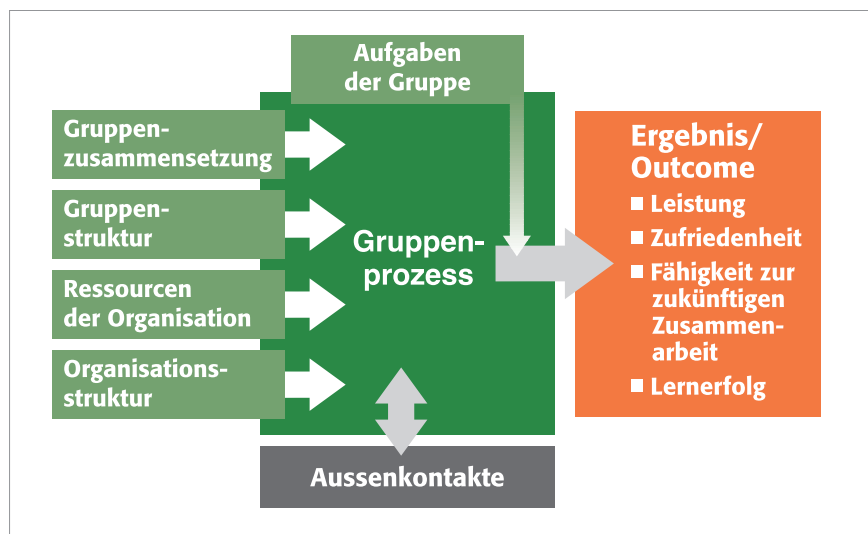 Aufgaben
der Gruppe
Gruppen-
zusammensetzung
Gruppen-
struktur
Ressourcen
der Organisation
Organisations-
struktur
Gruppen-
prozess
Aussenkontakte
Ergebnis/
Outcome
Leistung
Zufriedenheit
Fähigkeit zur
zukünftigen
Zusammen-
arbeit
Lernerfolg